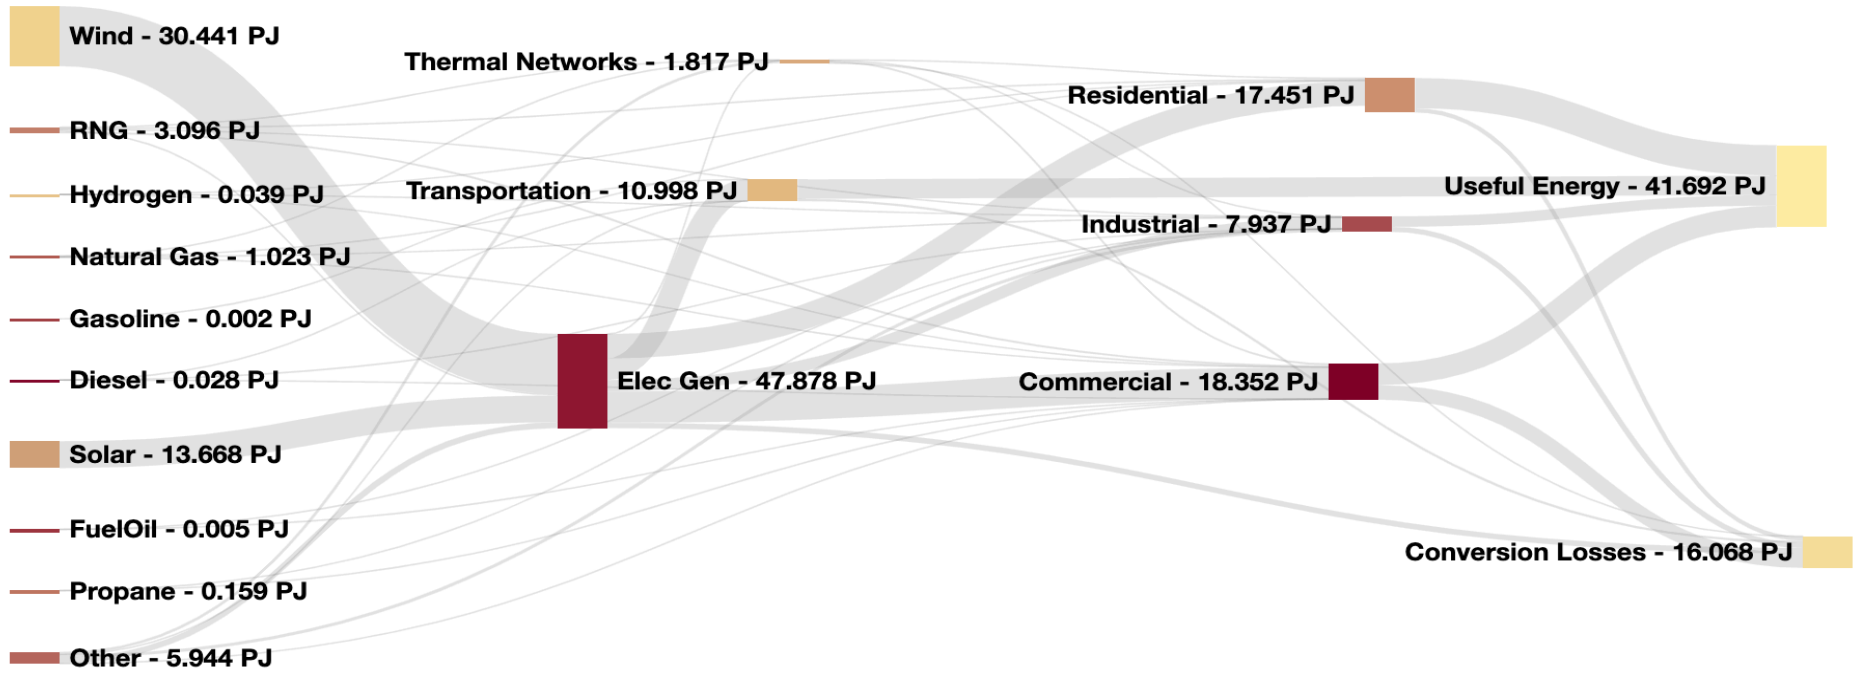 Wind - 30.441 PJ
RNG - 3.096 PJ
Hydrogen - 0.039 PJ
Natural Gas - 1.023 PJ
Gasoline - 0.002 PJ
Diesel - 0.028 PJ
Solar - 13.668 PJ
FuelOil - 0.005 PJ
Propane - 0.159 PJ
Other - 5.944 PJ
Thermal Networks - 1.817 PJ
Transportation - 10.998 PJ
Elec Gen - 47.878 PJ
Residential - 17.451 PJ
Industrial - 7.937 PJ
Commercial - 18.352 PJ
Useful Energy - 41.692 PJ
Conversion Losses - 16.068 PJ